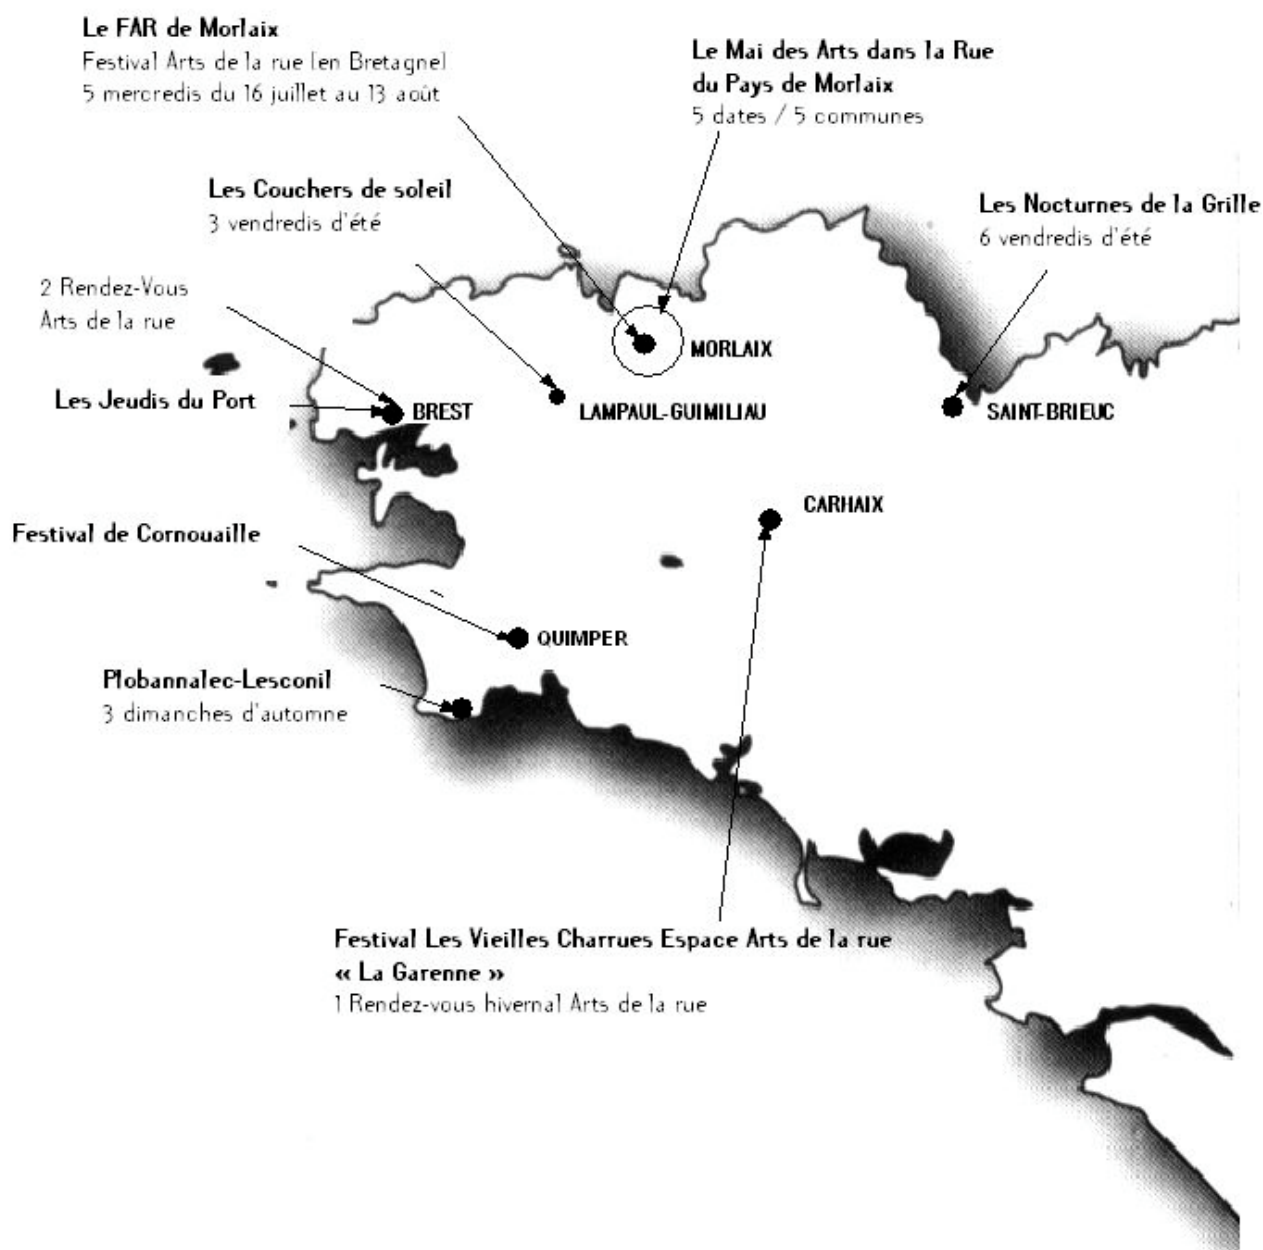 Le FAR de Morlaix
Festival Arts de la rue (en Bretagne)
5 mercredis du 16 juillet au 13 août
Le Mai des Arts dans la Rue
du Pays de Morlaix
5 dates / 5 communes
Les Couchers de soleil
3 vendredis d'été
Les Nocturnes de la Grille
6 vendredis d'été
2 Rendez-Vous
Arts de la rue
MORLAIX
Les Jeudis du Port
BREST
LAMPAUL-GUIMILIAU
SAINT-BRIEUC
CARHAIX
Festival de Cornouaille
QUIMPER
Plobannalec-Lesconil
3 dimanches d'automne
Festival Les Vieilles Charrues Espace Arts de la rue
« La Garenne »
1 Rendez-vous hivernal Arts de la rue